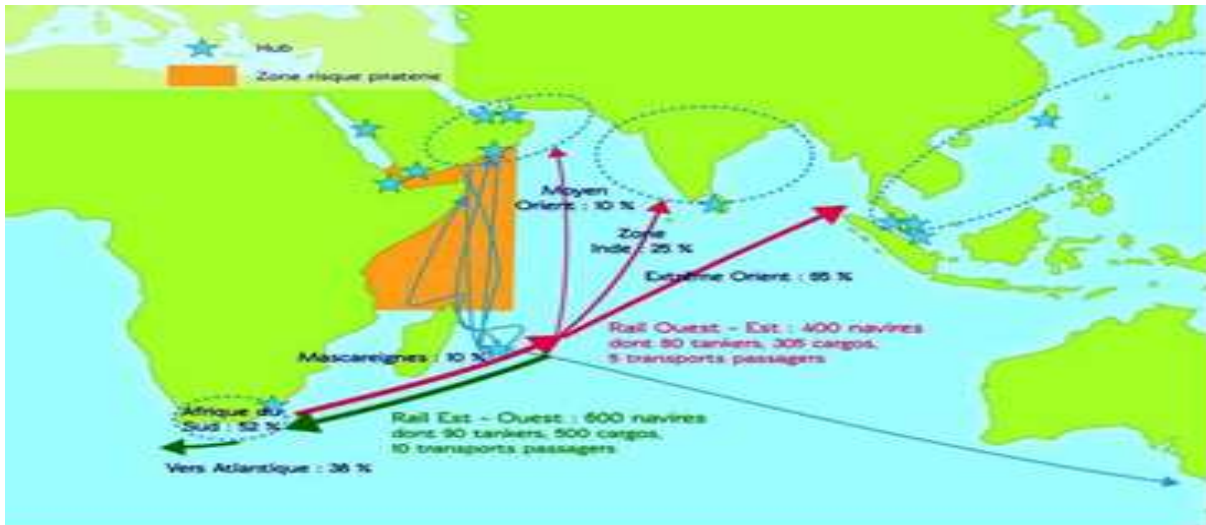 Hub
Zone risque piraterie
Moyen
Orient : 10 %
Zone
Inde : 25 %
Extrême Orient : 65 %
Rail Ouest - Est : 400 navires
dont 80 tankers, 305 cargos,
5 transports passagers
Mascareignes : 10 %
Afrique du
Sud : 52 %
Rail Est - Ouest : 600 navires
dont 90 tankers, 500 cargos,
10 transports passagers
Vers Atlantique : 38 %